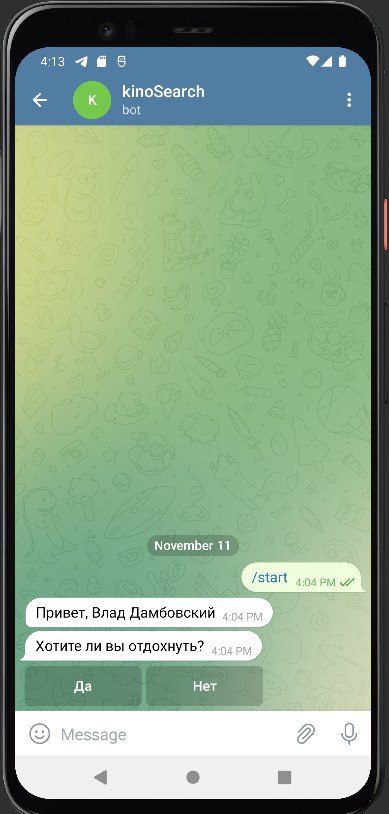 4:13
K
kinoSearch
bot
November 11
/start 4:04 PM
Привет, Влад Дамбовский 4:04 PM
Хотите ли вы отдохнуть? 4:04 PM
Да
Нет
Message